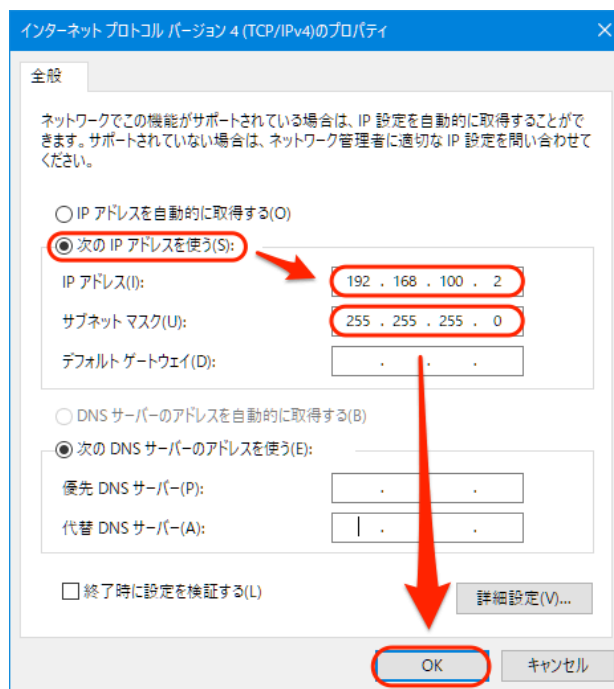 インターネット プロトコル バージョン 4 (TCP/IPv4)のプロパティ
全般
ネットワークでこの機能がサポートされている場合は、IP 設定を自動的に取得することがで
きます。サポートされていない場合は、ネットワーク管理者に適切な IP 設定を問い合わせて
ください。
IP アドレスを自動的に取得する(O)
次の IP アドレスを使う(S):
IP アドレス(I): 192 . 168 . 100 . 2
サブネット マスク(U): 255 . 255 . 255 . 0
デフォルト ゲートウェイ(D): . . .
DNS サーバーのアドレスを自動的に取得する(B)
次の DNS サーバーのアドレスを使う(E):
優先 DNS サーバー(P): . . .
代替 DNS サーバー(A): . . .
終了時に設定を検証する(L)
詳細設定(V)...
OK キャンセル